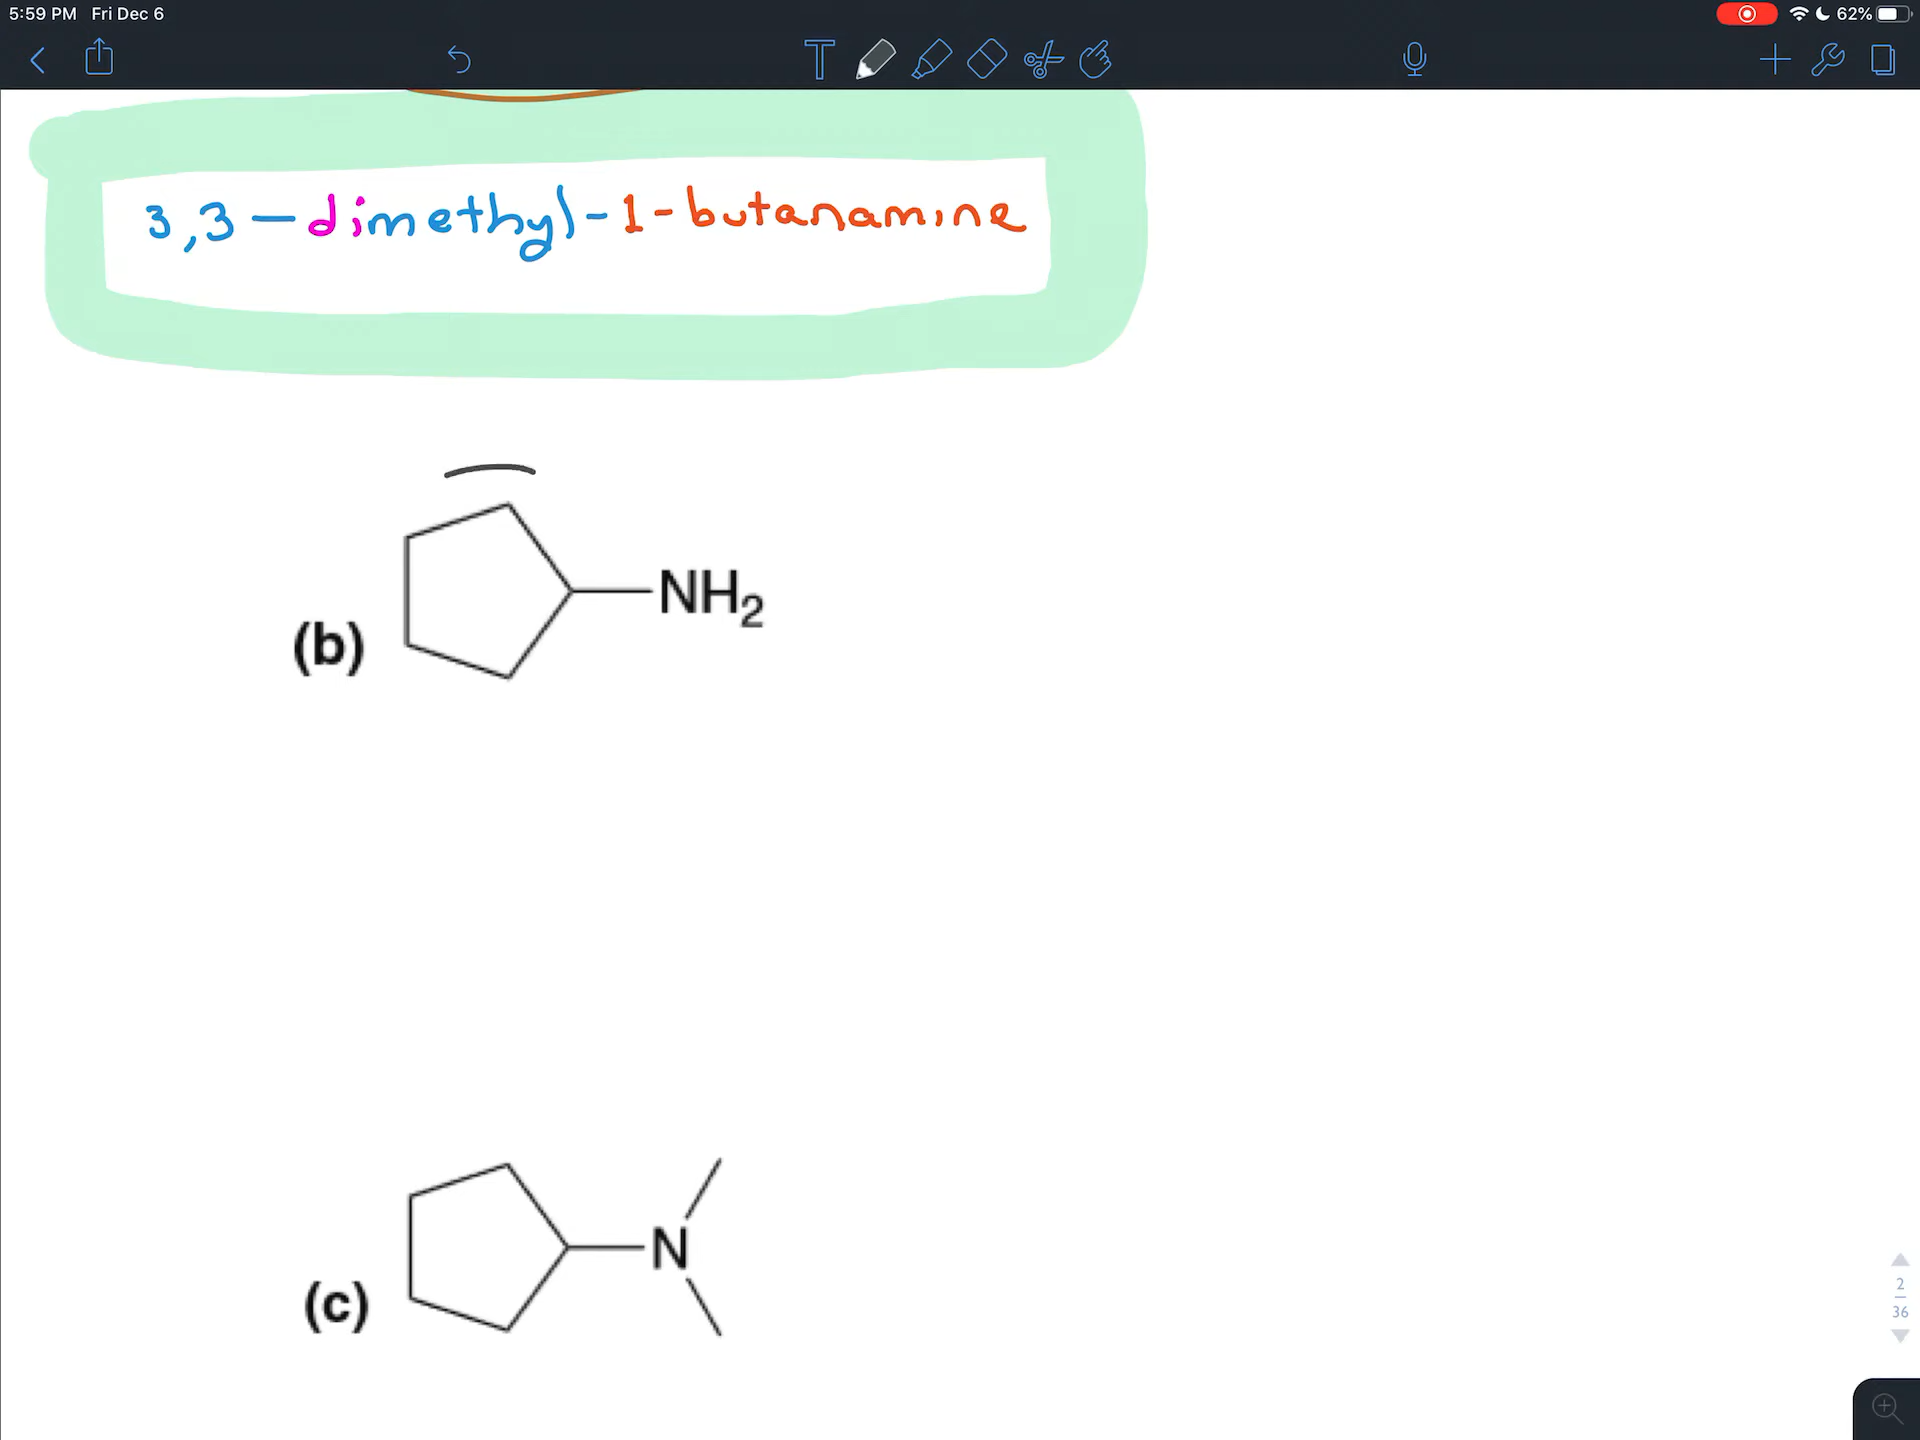 5:59 PM Fri Dec 6
62%
3,3-dimethyl-1-butanamine
(b)
NH2
N
(c)
2
36